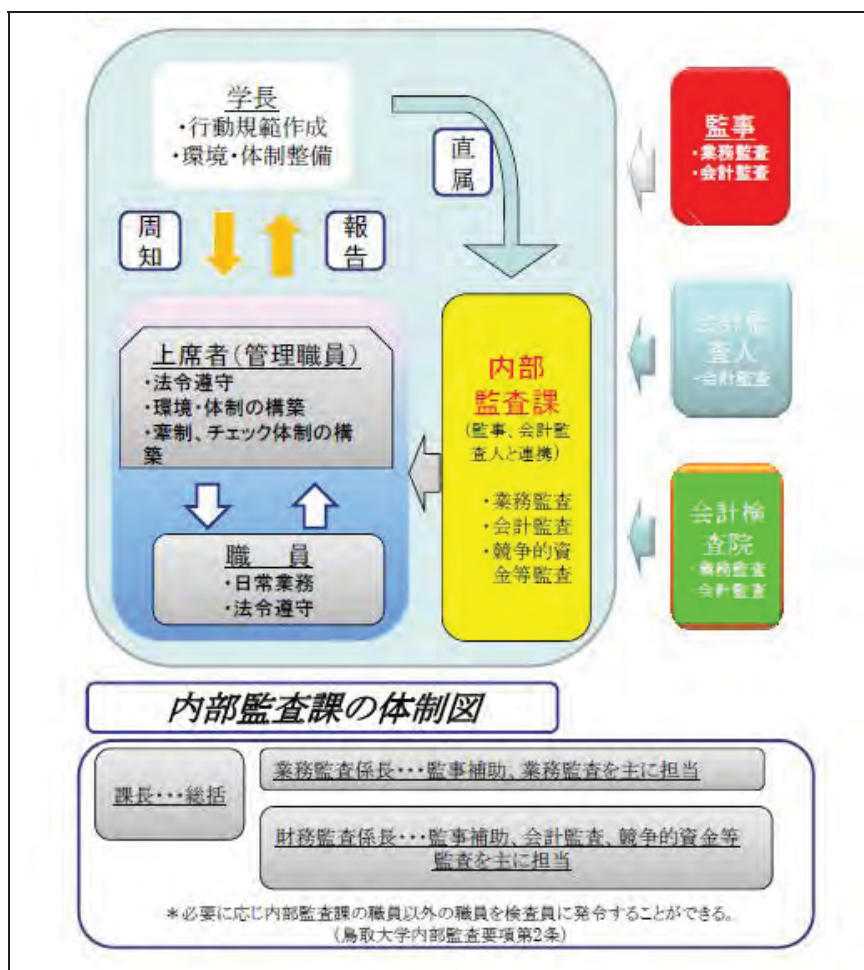 学長
・行動規範作成
・環境・体制整備
直
属
周
知
報
告
監事
・業務監査
・会計監査
会計監
査人
・会計監査
会計検
査院
・業務監査
・会計監査
上席者(管理職員)
・法令遵守
・環境・体制の構築
・牽制、チェック体制の構
築
職　員
・日常業務
・法令遵守
内部
監査課
(監事、会計監
査人と連携)
・業務監査
・会計監査
・競争的資
金等監査
内部監査課の体制図
課長・・・総括
業務監査係長・・・監事補助、業務監査を主に担当
財務監査係長・・・監事補助、会計監査、競争的資金等
監査を主に担当
＊必要に応じ内部監査課の職員以外の職員を検査員に発令することができる。
(鳥取大学内部監査要項第2条)